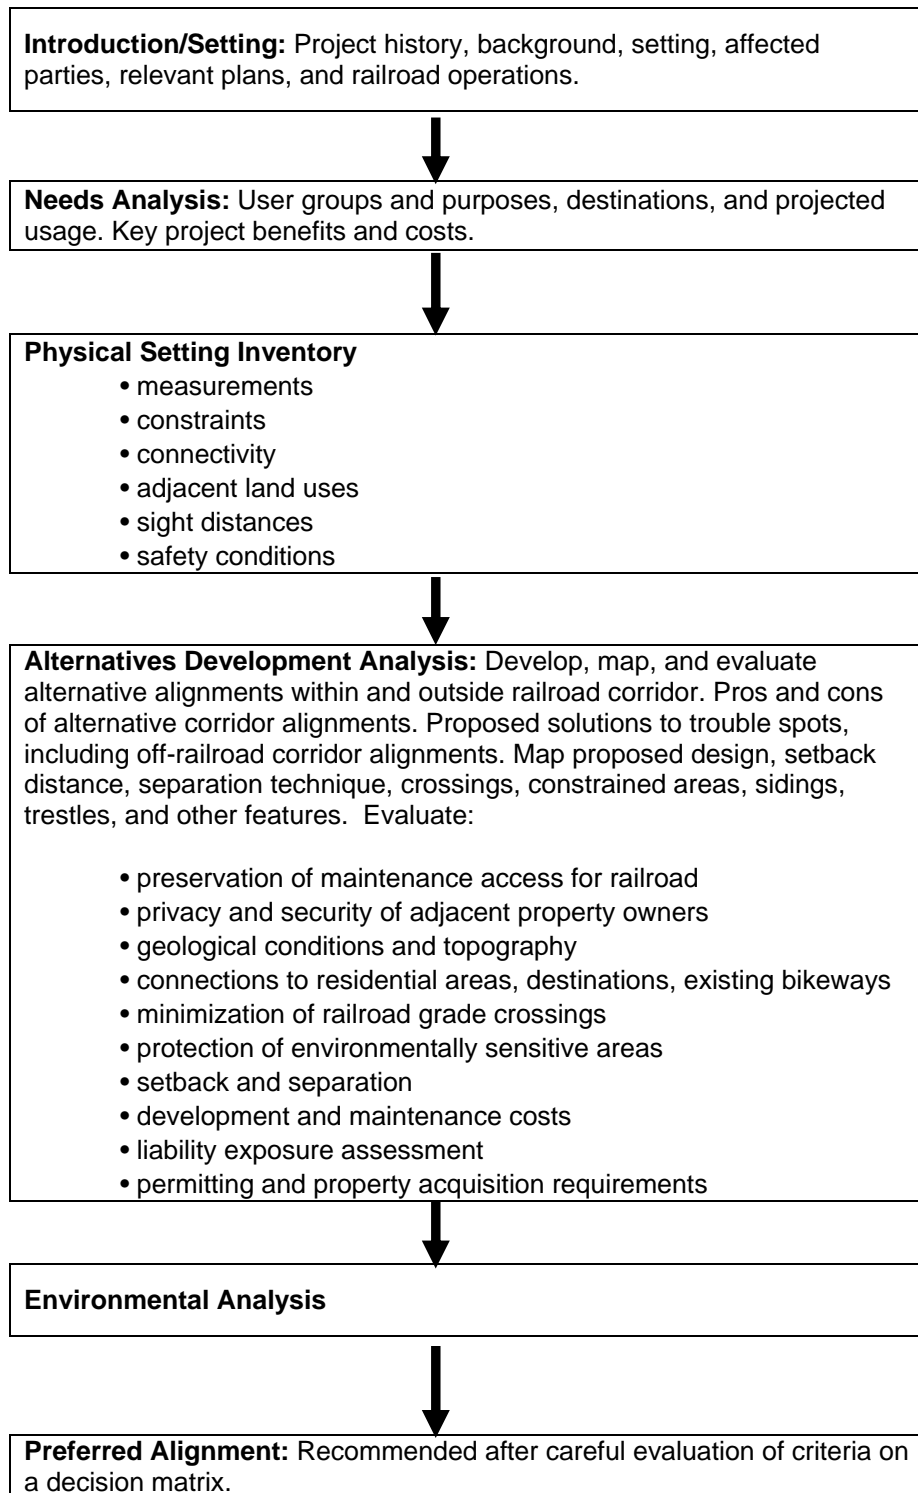 Introduction/Setting: Project history, background, setting, affected
parties, relevant plans, and railroad operations.
Needs Analysis: User groups and purposes, destinations, and projected
usage. Key project benefits and costs.
Physical Setting Inventory
• measurements
• constraints
• connectivity
• adjacent land uses
• sight distances
• safety conditions
Alternatives Development Analysis: Develop, map, and evaluate
alternative alignments within and outside railroad corridor. Pros and cons
of alternative corridor alignments. Proposed solutions to trouble spots,
including off-railroad corridor alignments. Map proposed design, setback
distance, separation technique, crossings, constrained areas, sidings,
trestles, and other features.  Evaluate:
• preservation of maintenance access for railroad
• privacy and security of adjacent property owners
• geological conditions and topography
• connections to residential areas, destinations, existing bikeways
• minimization of railroad grade crossings
• protection of environmentally sensitive areas
• setback and separation
• development and maintenance costs
• liability exposure assessment
• permitting and property acquisition requirements
Environmental Analysis
Preferred Alignment: Recommended after careful evaluation of criteria on
a decision matrix.